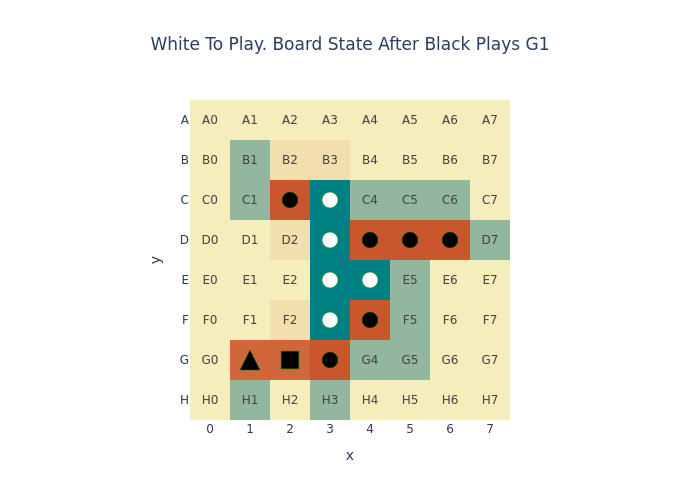 White To Play. Board State After Black Plays G1
A A0 A1 A2 A3 A4 A5 A6 A7
B B0 B1 B2 B3 B4 B5 B6 B7
C C0 C1 C4 C5 C6 C7
D D0 D1 D2 D7
E E0 E1 E2 E5 E6 E7
F F0 F1 F2 F5 F6 F7
G G0 G4 G5 G6 G7
H H0 H1 H2 H3 H4 H5 H6 H7
0 1 2 3 4 5 6 7
x
y